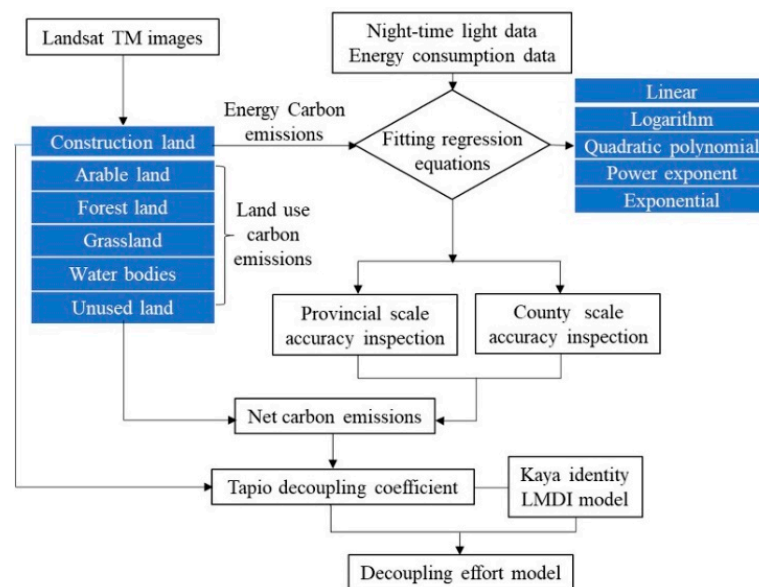 Landsat TM images
Night-time light data
Energy consumption data
Energy Carbon
emissions
Construction land
Arable land
Forest land
Grassland
Water bodies
Unused land
Land use
carbon
emissions
Fitting regression
equations
Linear
Logarithm
Quadratic polynomial
Power exponent
Exponential
Provincial scale
accuracy inspection
County scale
accuracy inspection
Net carbon emissions
Tapio decoupling coefficient
Kaya identity
LMDI model
Decoupling effort model